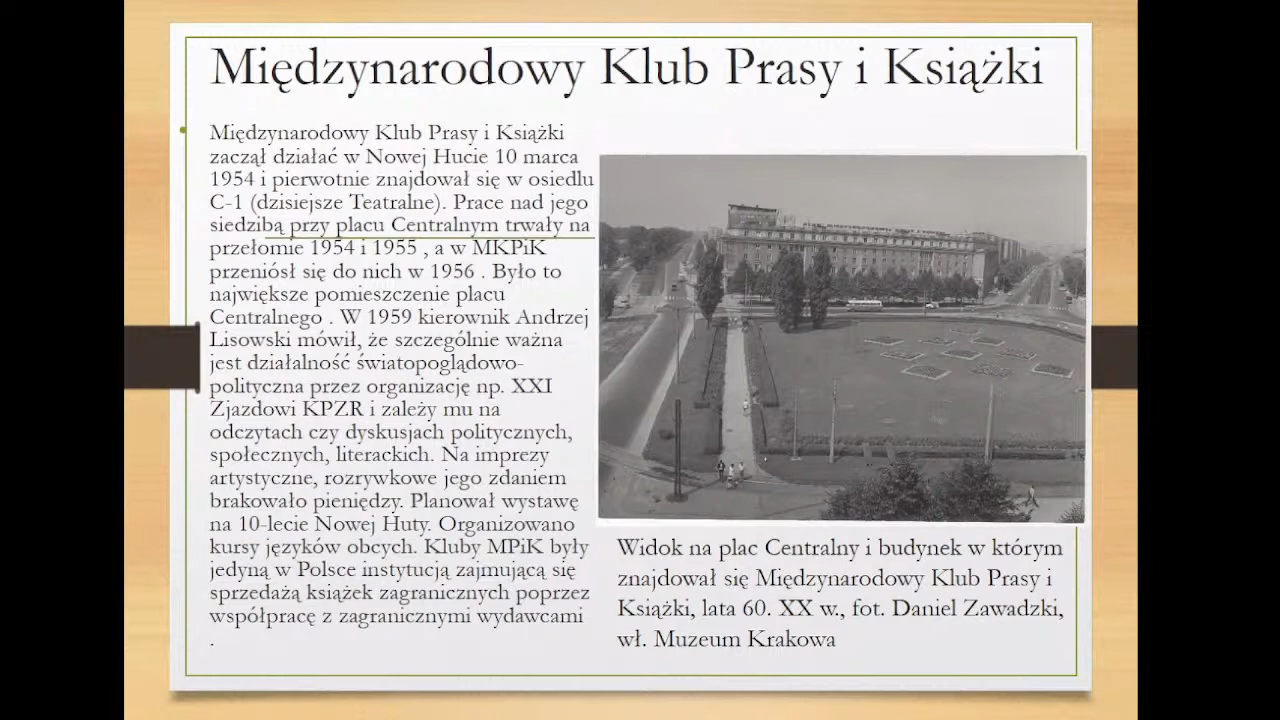 Międzynarodowy Klub Prasy i Książki
Międzynarodowy Klub Prasy i Książki
zaczął działać w Nowej Hucie 10 marca
1954 i pierwotnie znajdował się w osiedlu
C-1 (dzisiejsze Teatralne). Prace nad jego
siedzibą przy placu Centralnym trwały na
przełomie 1954 i 1955 , a w MKPiK
przeniósł się do nich w 1956 . Było to
największe pomieszczenie placu
Centralnego . W 1959 kierownik Andrzej
Lisowski mówił, że szczególnie ważna
jest działalność światopoglądowo-
polityczna przez organizację np. XXI
Zjazdowi KPZR i zależy mu na
odczytach czy dyskusjach politycznych,
społecznych, literackich. Na imprezy
artystyczne, rozrywkowe jego zdaniem
brakowało pieniędzy. Planował wystawę
na 10-lecie Nowej Huty. Organizowano
kursy języków obcych. Kluby MPiK były
jedyną w Polsce instytucją zajmującą się
sprzedażą książek zagranicznych poprzez
współpracę z zagranicznymi wydawcami
.
Widok na plac Centralny i budynek w którym
znajdował się Międzynarodowy Klub Prasy i
Książki, lata 60. XX w., fot. Daniel Zawadzki,
wł. Muzeum Krakowa